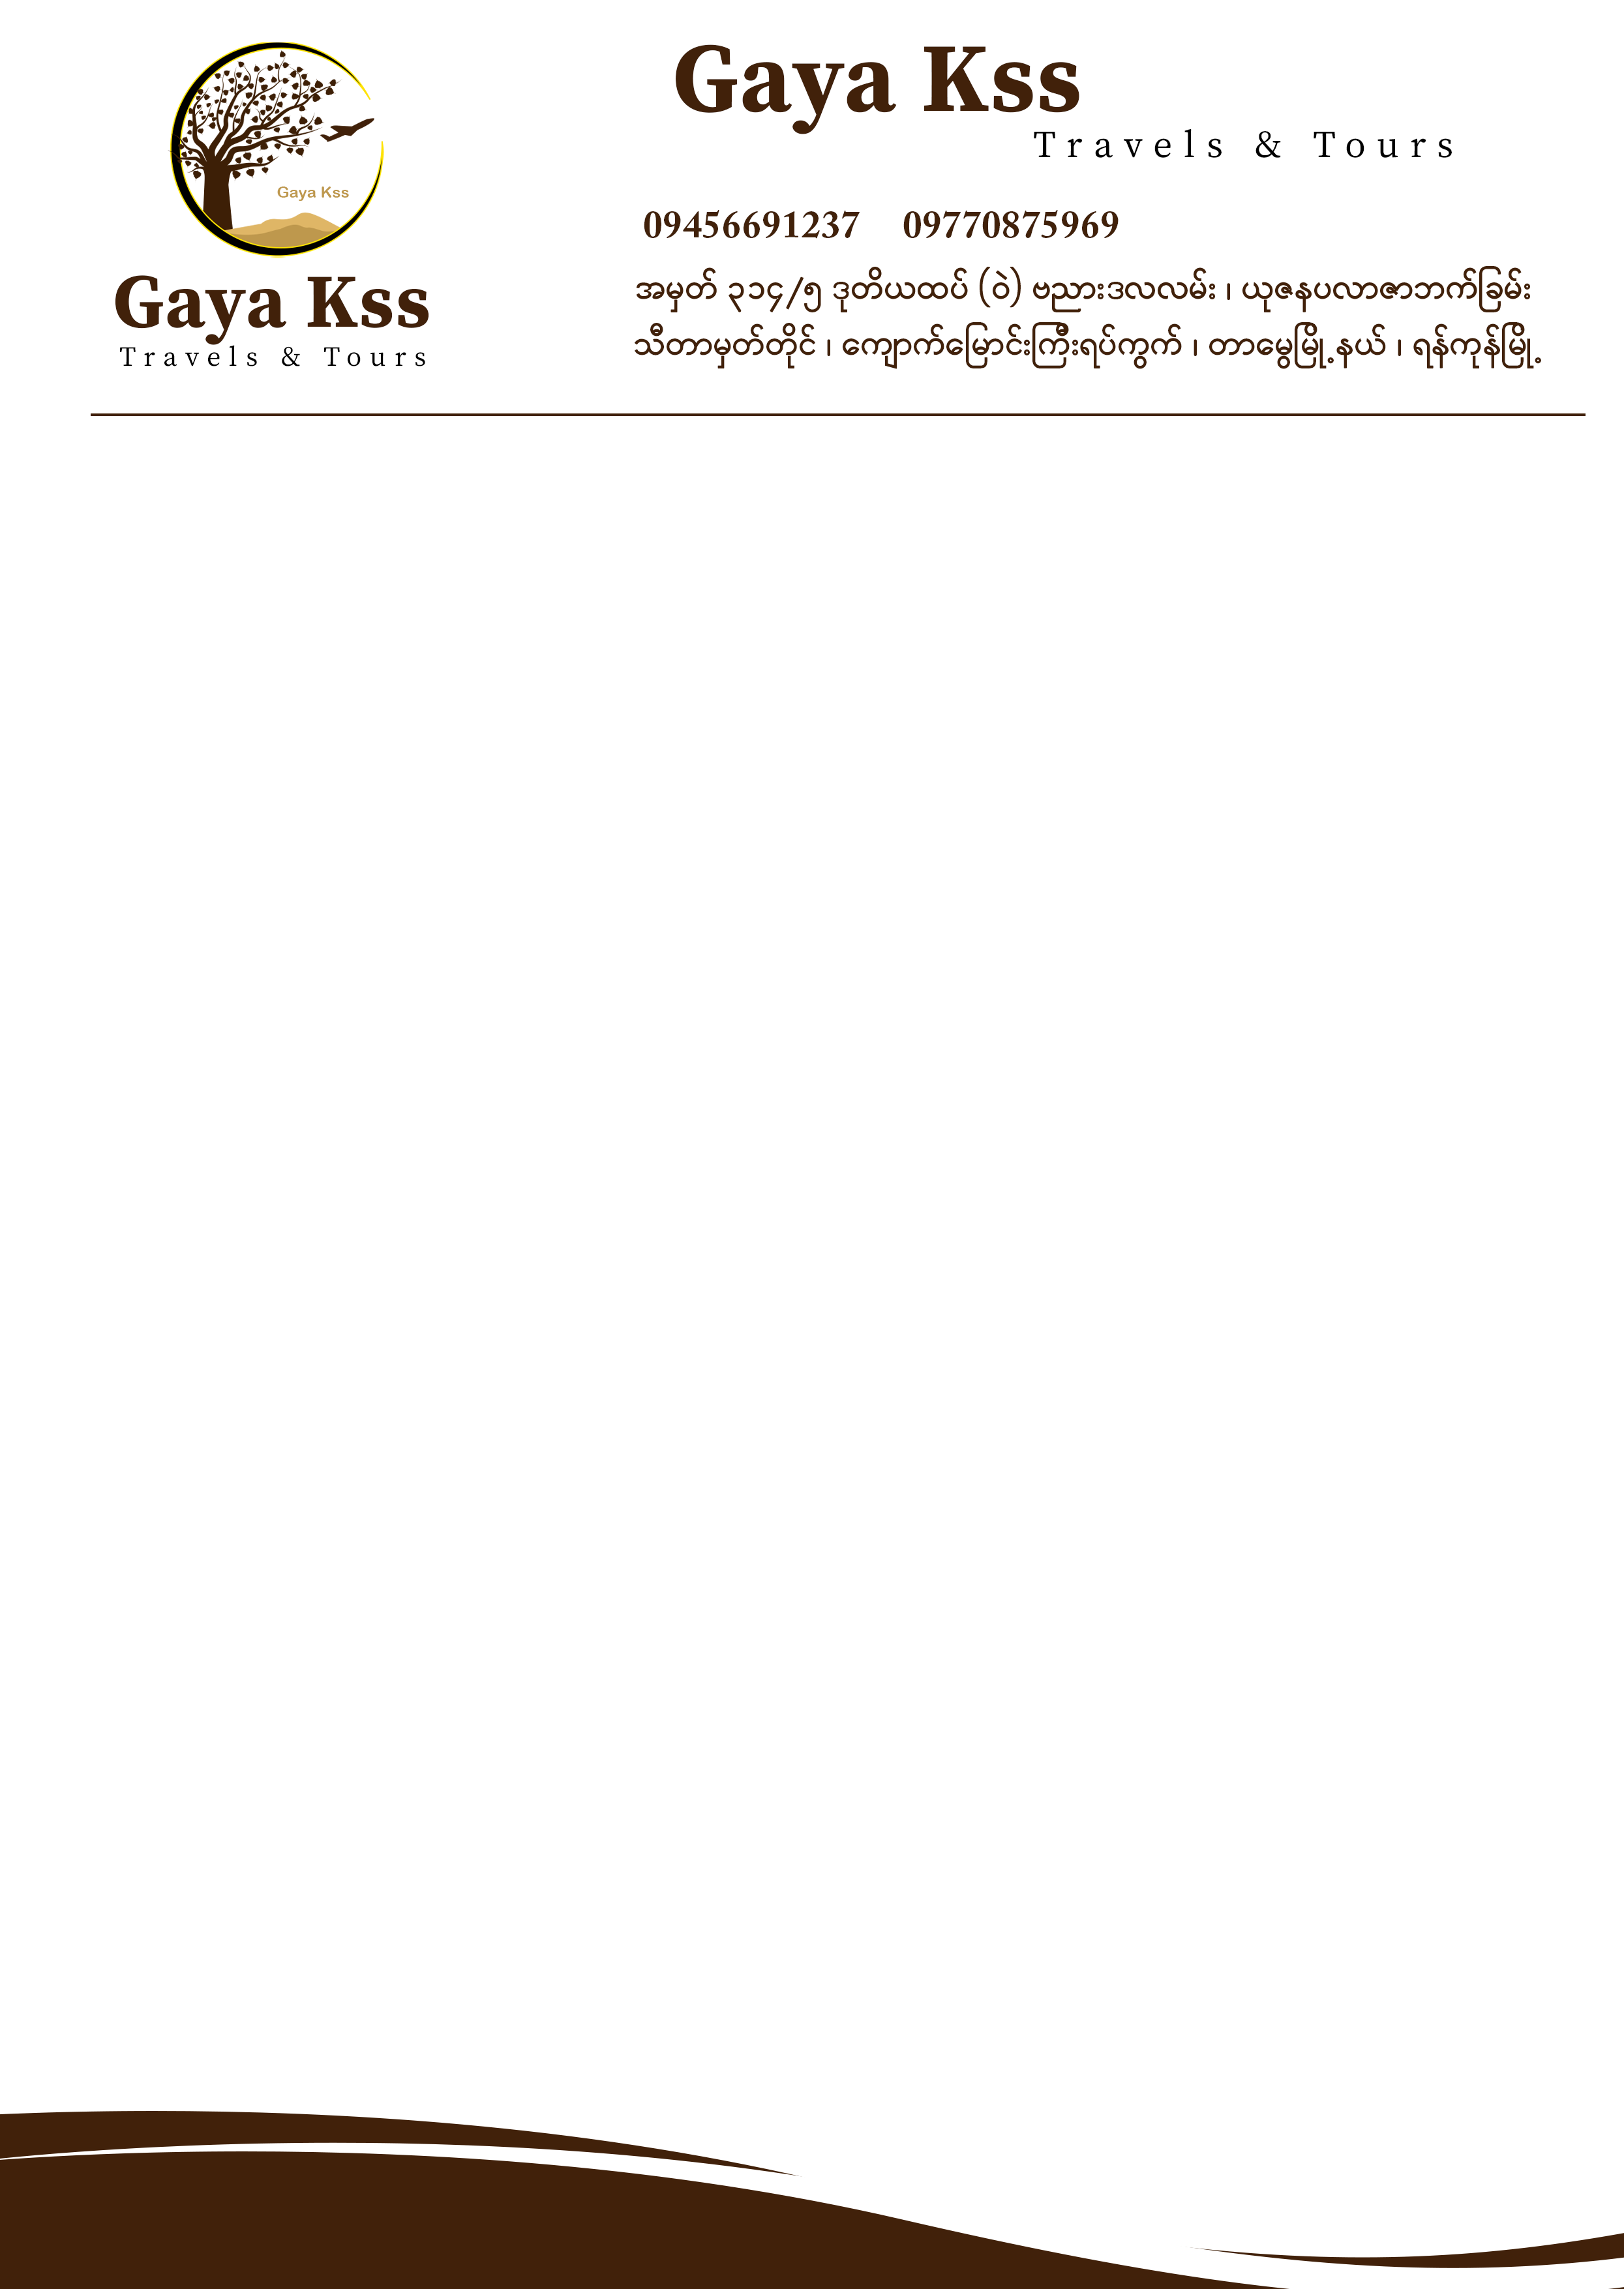 Gaya Kss
Gaya Kss
Travels & Tours
Gaya Kss
Travels & Tours
09456691237 09770875969
အမှတ် ၃၁၄/၅ ဒုတိယထပ် (ဝဲ) ဗညားဒလလမ်း ၊ ယုဇနပလာဇာဘက်ခြမ်း
သီတာမှတ်တိုင် ၊ ကျောက်မြောင်းကြီးရပ်ကွက် ၊ တာမွေမြို့နယ် ၊ ရန်ကုန်မြို့